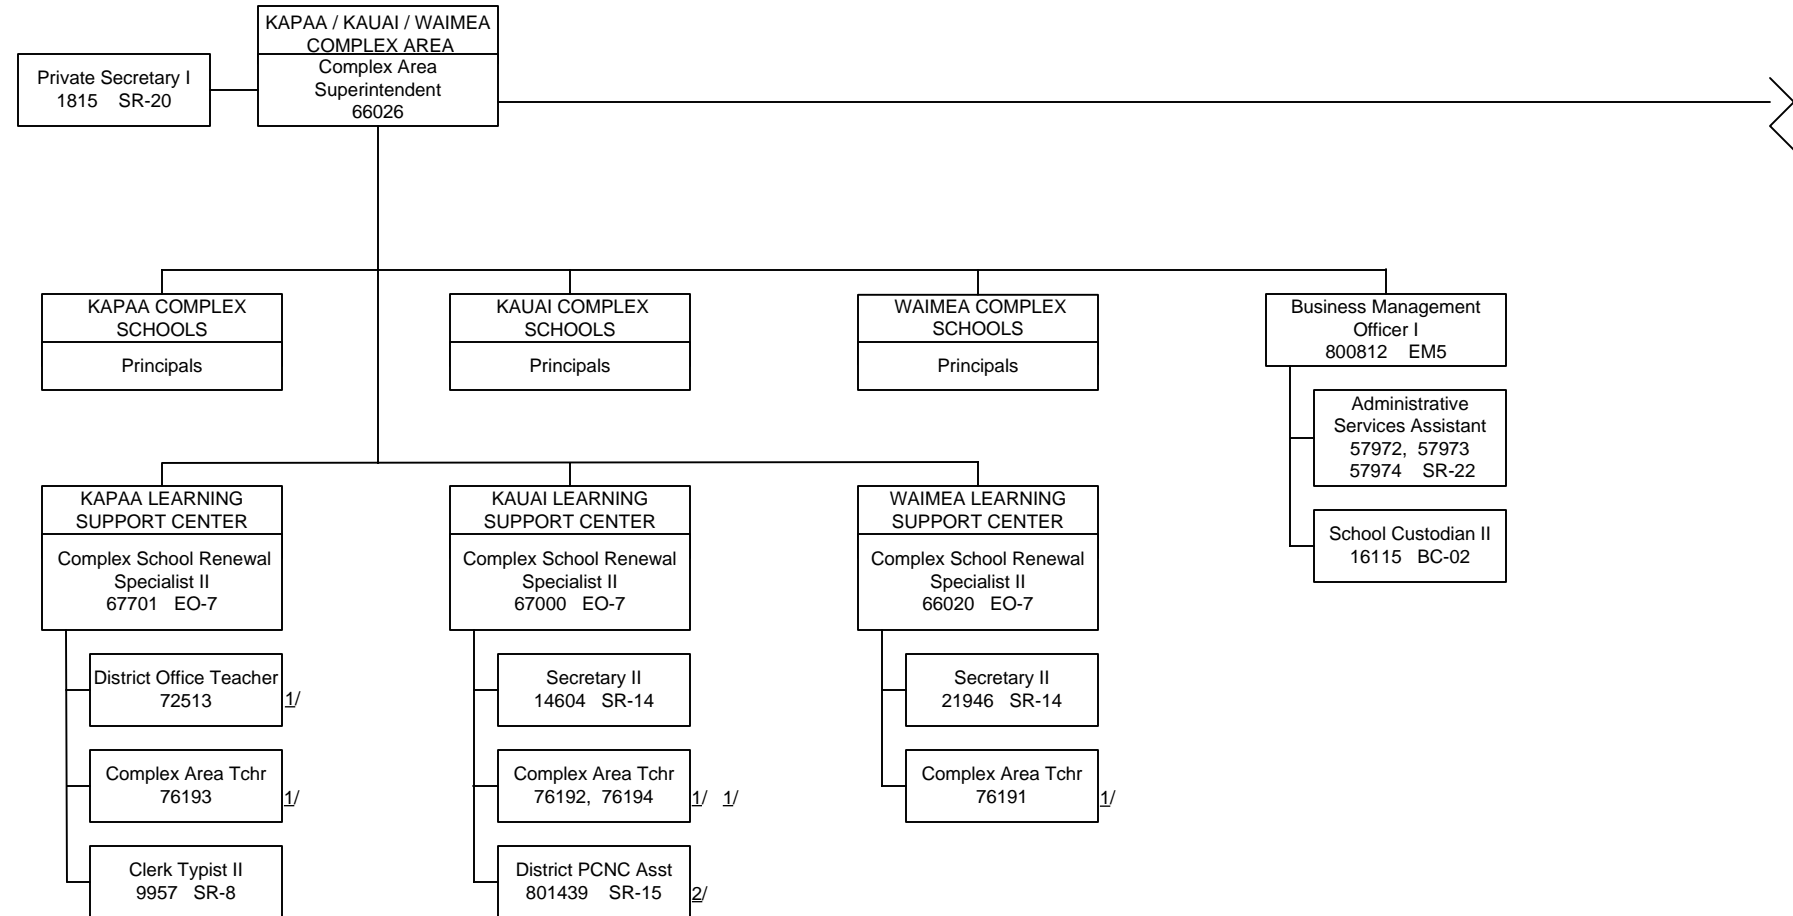 KAPAA / KAUAI / WAIMEA
COMPLEX AREA
Complex Area
Superintendent
66026
Private Secretary I
1815 SR-20
KAPAA COMPLEX
SCHOOLS
Principals
KAUAI COMPLEX
SCHOOLS
Principals
WAIMEA COMPLEX
SCHOOLS
Principals
Business Management
Officer I
800812 EM5
Administrative
Services Assistant
57972, 57973
57974 SR-22
School Custodian II
16115 BC-02
KAPAA LEARNING
SUPPORT CENTER
Complex School Renewal
Specialist II
67701 EO-7
District Office Teacher
72513 1/
Complex Area Tchr
76193 1/
Clerk Typist II
9957 SR-8
KAUAI LEARNING
SUPPORT CENTER
Complex School Renewal
Specialist II
67000 EO-7
Secretary II
14604 SR-14
Complex Area Tchr
76192, 76194 1/ 1/
District PCNC Asst
801439 SR-15 2/
WAIMEA LEARNING
SUPPORT CENTER
Complex School Renewal
Specialist II
66020 EO-7
Secretary II
21946 SR-14
Complex Area Tchr
76191 1/